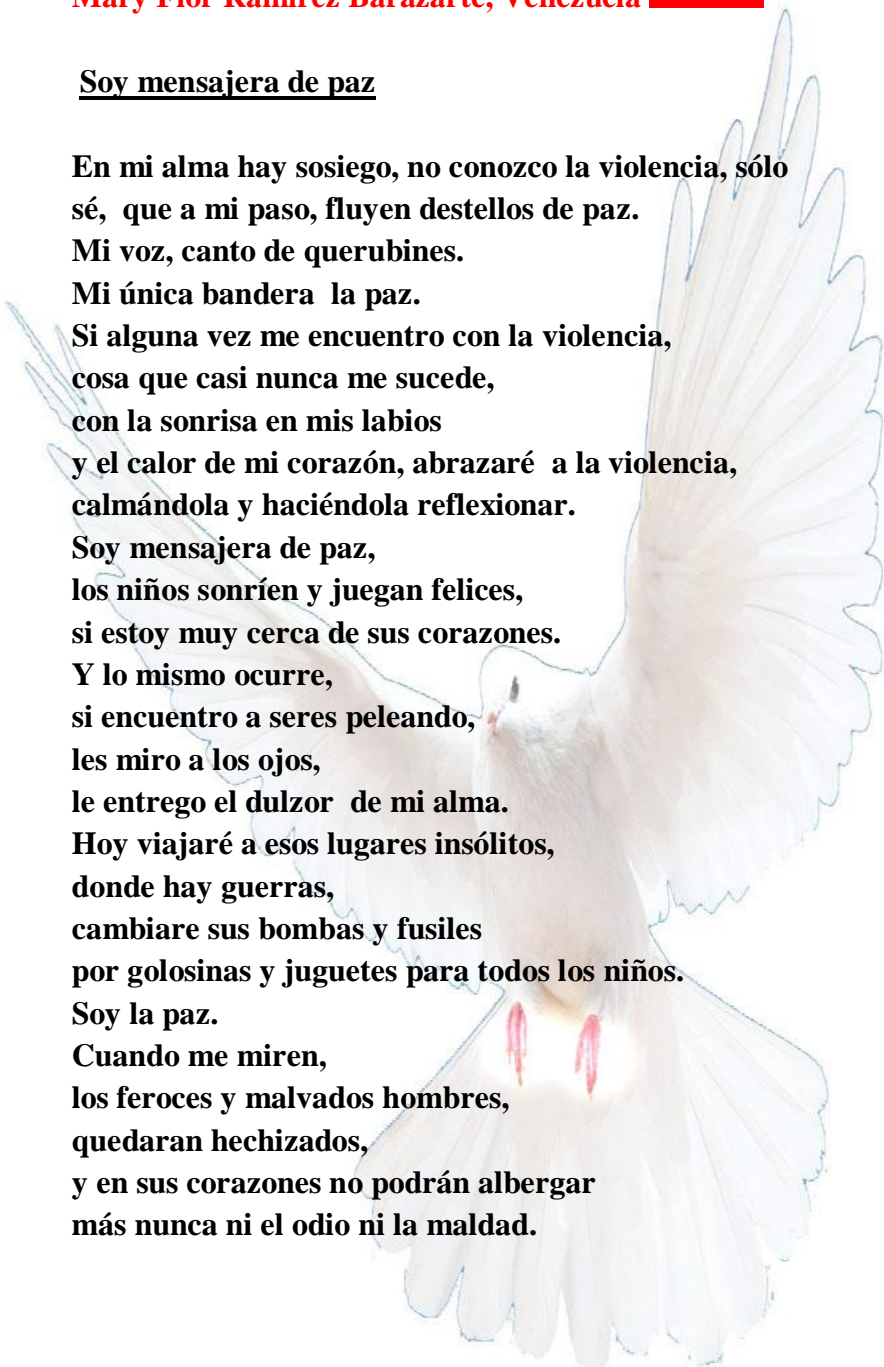 Mary Flor Ramírez Barazarte, Venezuela
Soy mensajera de paz
En mi alma hay sosiego, no conozco la violencia, sólo
sé, que a mi paso, fluyen destellos de paz.
Mi voz, canto de querubines.
Mi única bandera la paz.
Si alguna vez me encuentro con la violencia,
cosa que casi nunca me sucede,
con la sonrisa en mis labios
y el calor de mi corazón, abrazaré a la violencia,
calmándola y haciéndola reflexionar.
Soy mensajera de paz,
los niños sonríen y juegan felices,
si estoy muy cerca de sus corazones.
Y lo mismo ocurre,
si encuentro a seres peleando,
les miro a los ojos,
le entrego el dulzor de mi alma.
Hoy viajaré a esos lugares insólitos,
donde hay guerras,
cambiare sus bombas y fusiles
por golosinas y juguetes para todos los niños.
Soy la paz.
Cuando me miren,
los feroces y malvados hombres,
quedaran hechizados,
y en sus corazones no podrán albergar
más nunca ni el odio ni la maldad.